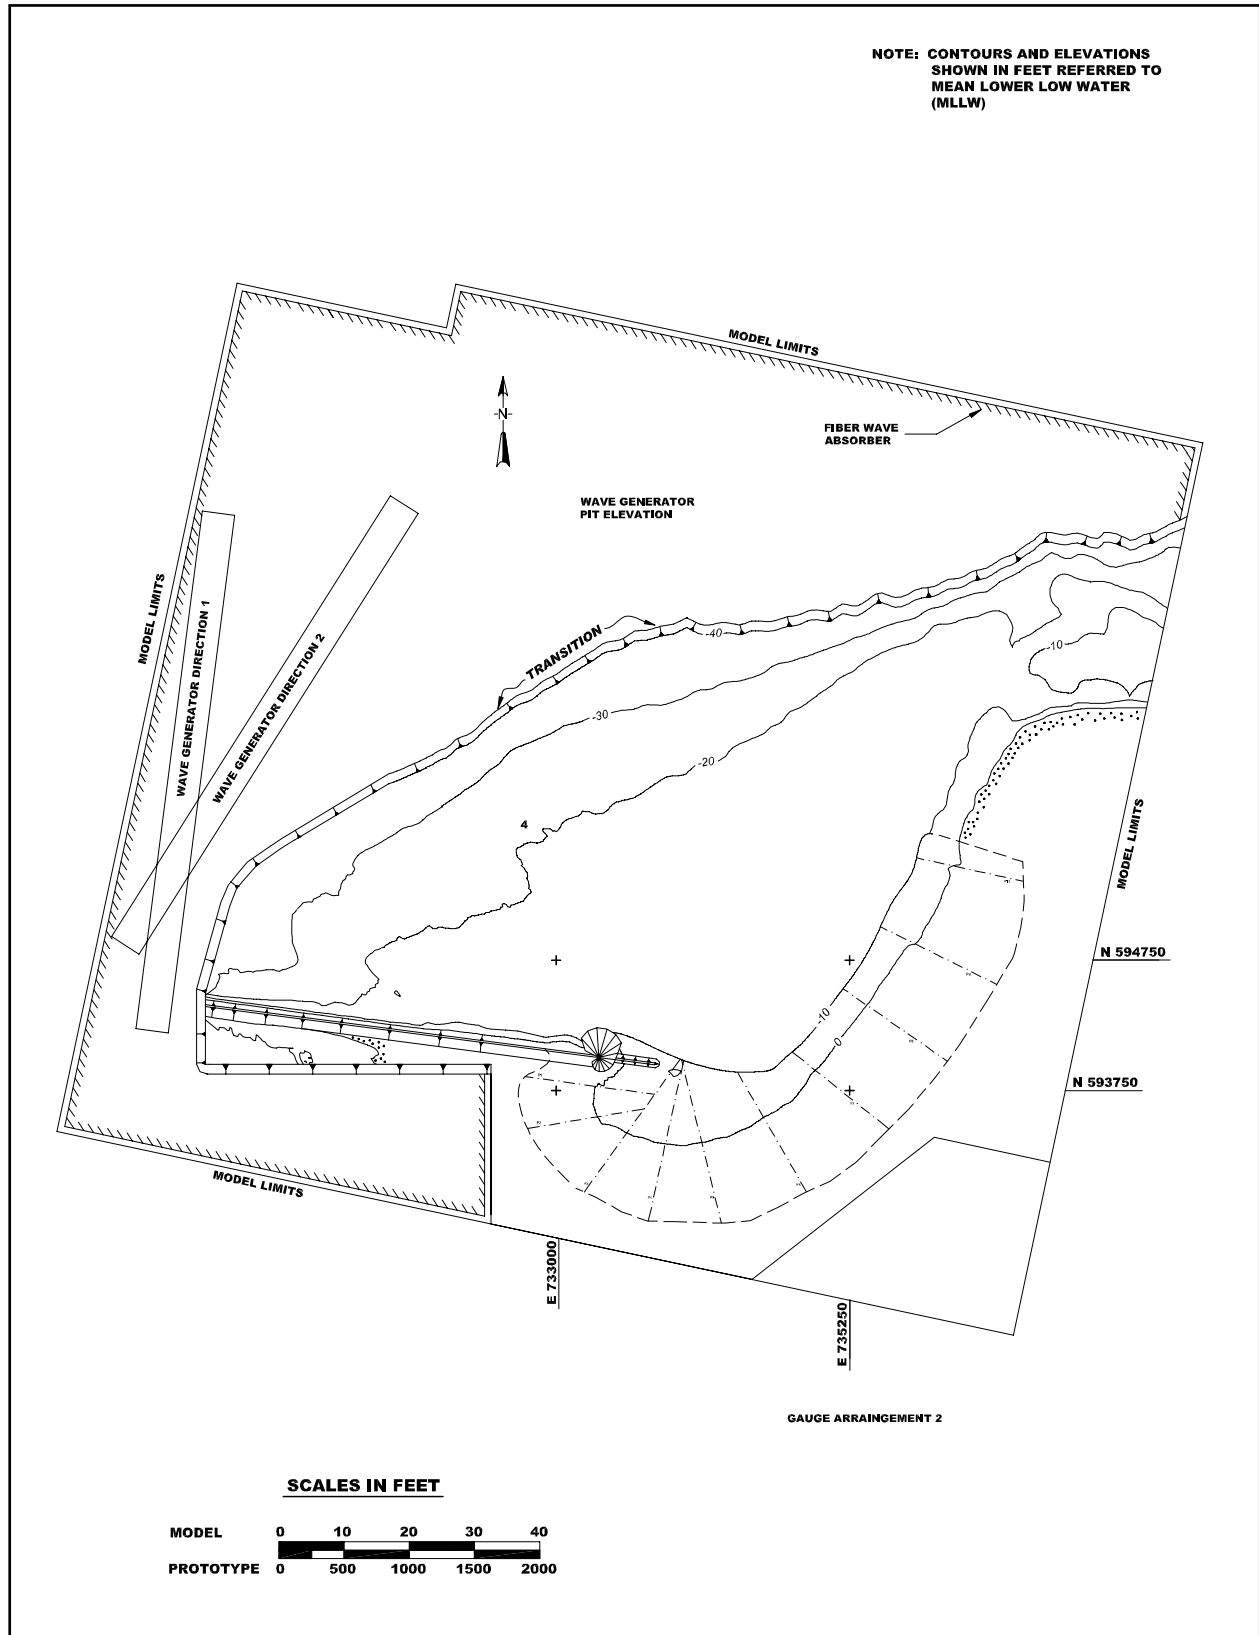 NOTE: CONTOURS AND ELEVATIONS
SHOWN IN FEET REFERRED TO
MEAN LOWER LOW WATER
(MLLW)
MODEL LIMITS
-N-
FIBER WAVE
ABSORBER
WAVE GENERATOR
PIT ELEVATION
MODEL LIMITS
WAVE GENERATOR DIRECTION 1
WAVE GENERATOR DIRECTION 2
TRANSITION
-40
-10
-30
-20
4
MODEL LIMITS
N 594750
-10
0
0
N 593750
MODEL LIMITS
E 733000
E 735250
GAUGE ARRAINGEMENT 2
SCALES IN FEET
MODEL 0 10 20 30 40
PROTOTYPE 0 500 1000 1500 2000